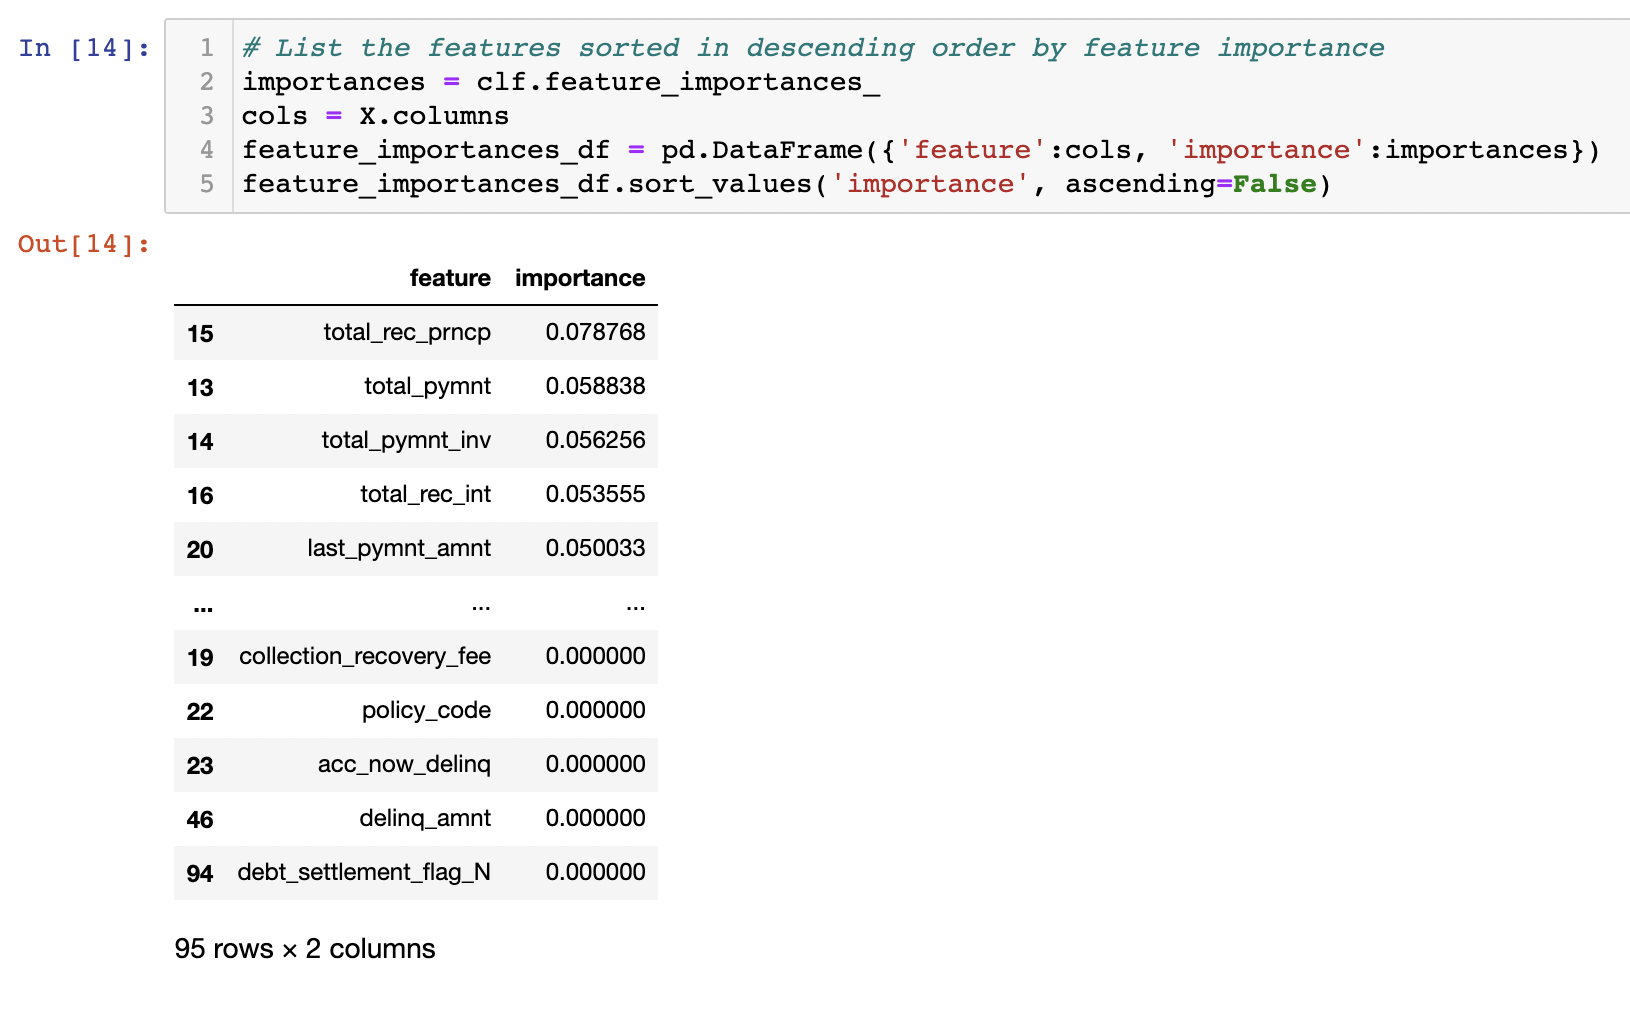 In [14]:
1 # List the features sorted in descending order by feature importance
2 importances = clf.feature_importances_
3 cols = X.columns
4 feature_importances_df = pd.DataFrame({'feature':cols, 'importance':importances})
5 feature_importances_df.sort_values('importance', ascending=False)
Out[14]:
feature importance
15 total_rec_prncp 0.078768
13 total_pymnt 0.058838
14 total_pymnt_inv 0.056256
16 total_rec_int 0.053555
20 last_pymnt_amnt 0.050033
... ... ...
19 collection_recovery_fee 0.000000
22 policy_code 0.000000
23 acc_now_delinq 0.000000
46 delinq_amnt 0.000000
94 debt_settlement_flag_N 0.000000
95 rows × 2 columns